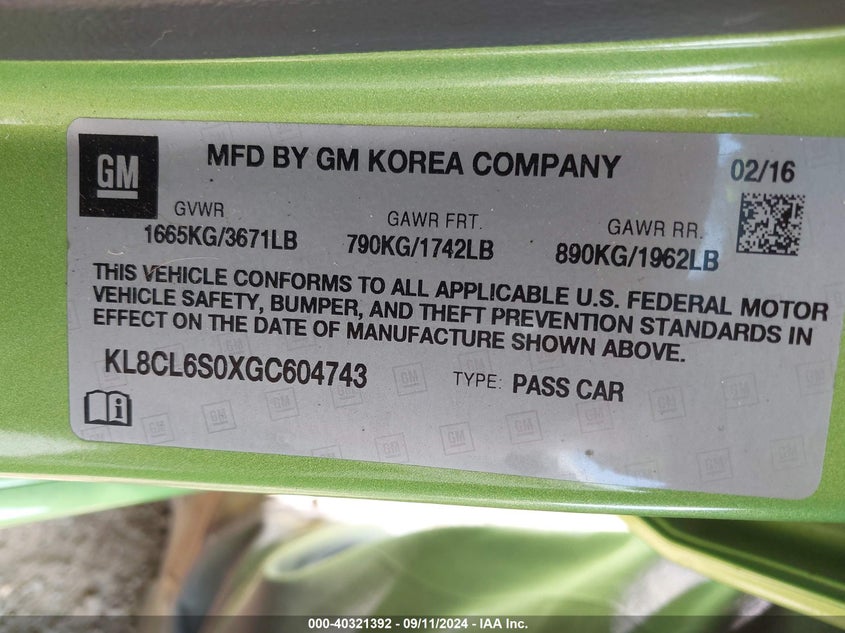 GM
MFD BY GM KOREA COMPANY
02/16
GVWR
1665KG/3671LB
GAWR FRT.
790KG/1742LB
GAWR RR.
890KG/1962LB
THIS VEHICLE CONFORMS TO ALL APPLICABLE U.S. FEDERAL MOTOR
VEHICLE SAFETY, BUMPER, AND THEFT PREVENTION STANDARDS IN
EFFECT ON THE DATE OF MANUFACTURE SHOWN ABOVE.
KL8CL6S0XGC604743
TYPE: PASS CAR
000-40321392 - 09/11/2024 - IAA Inc.